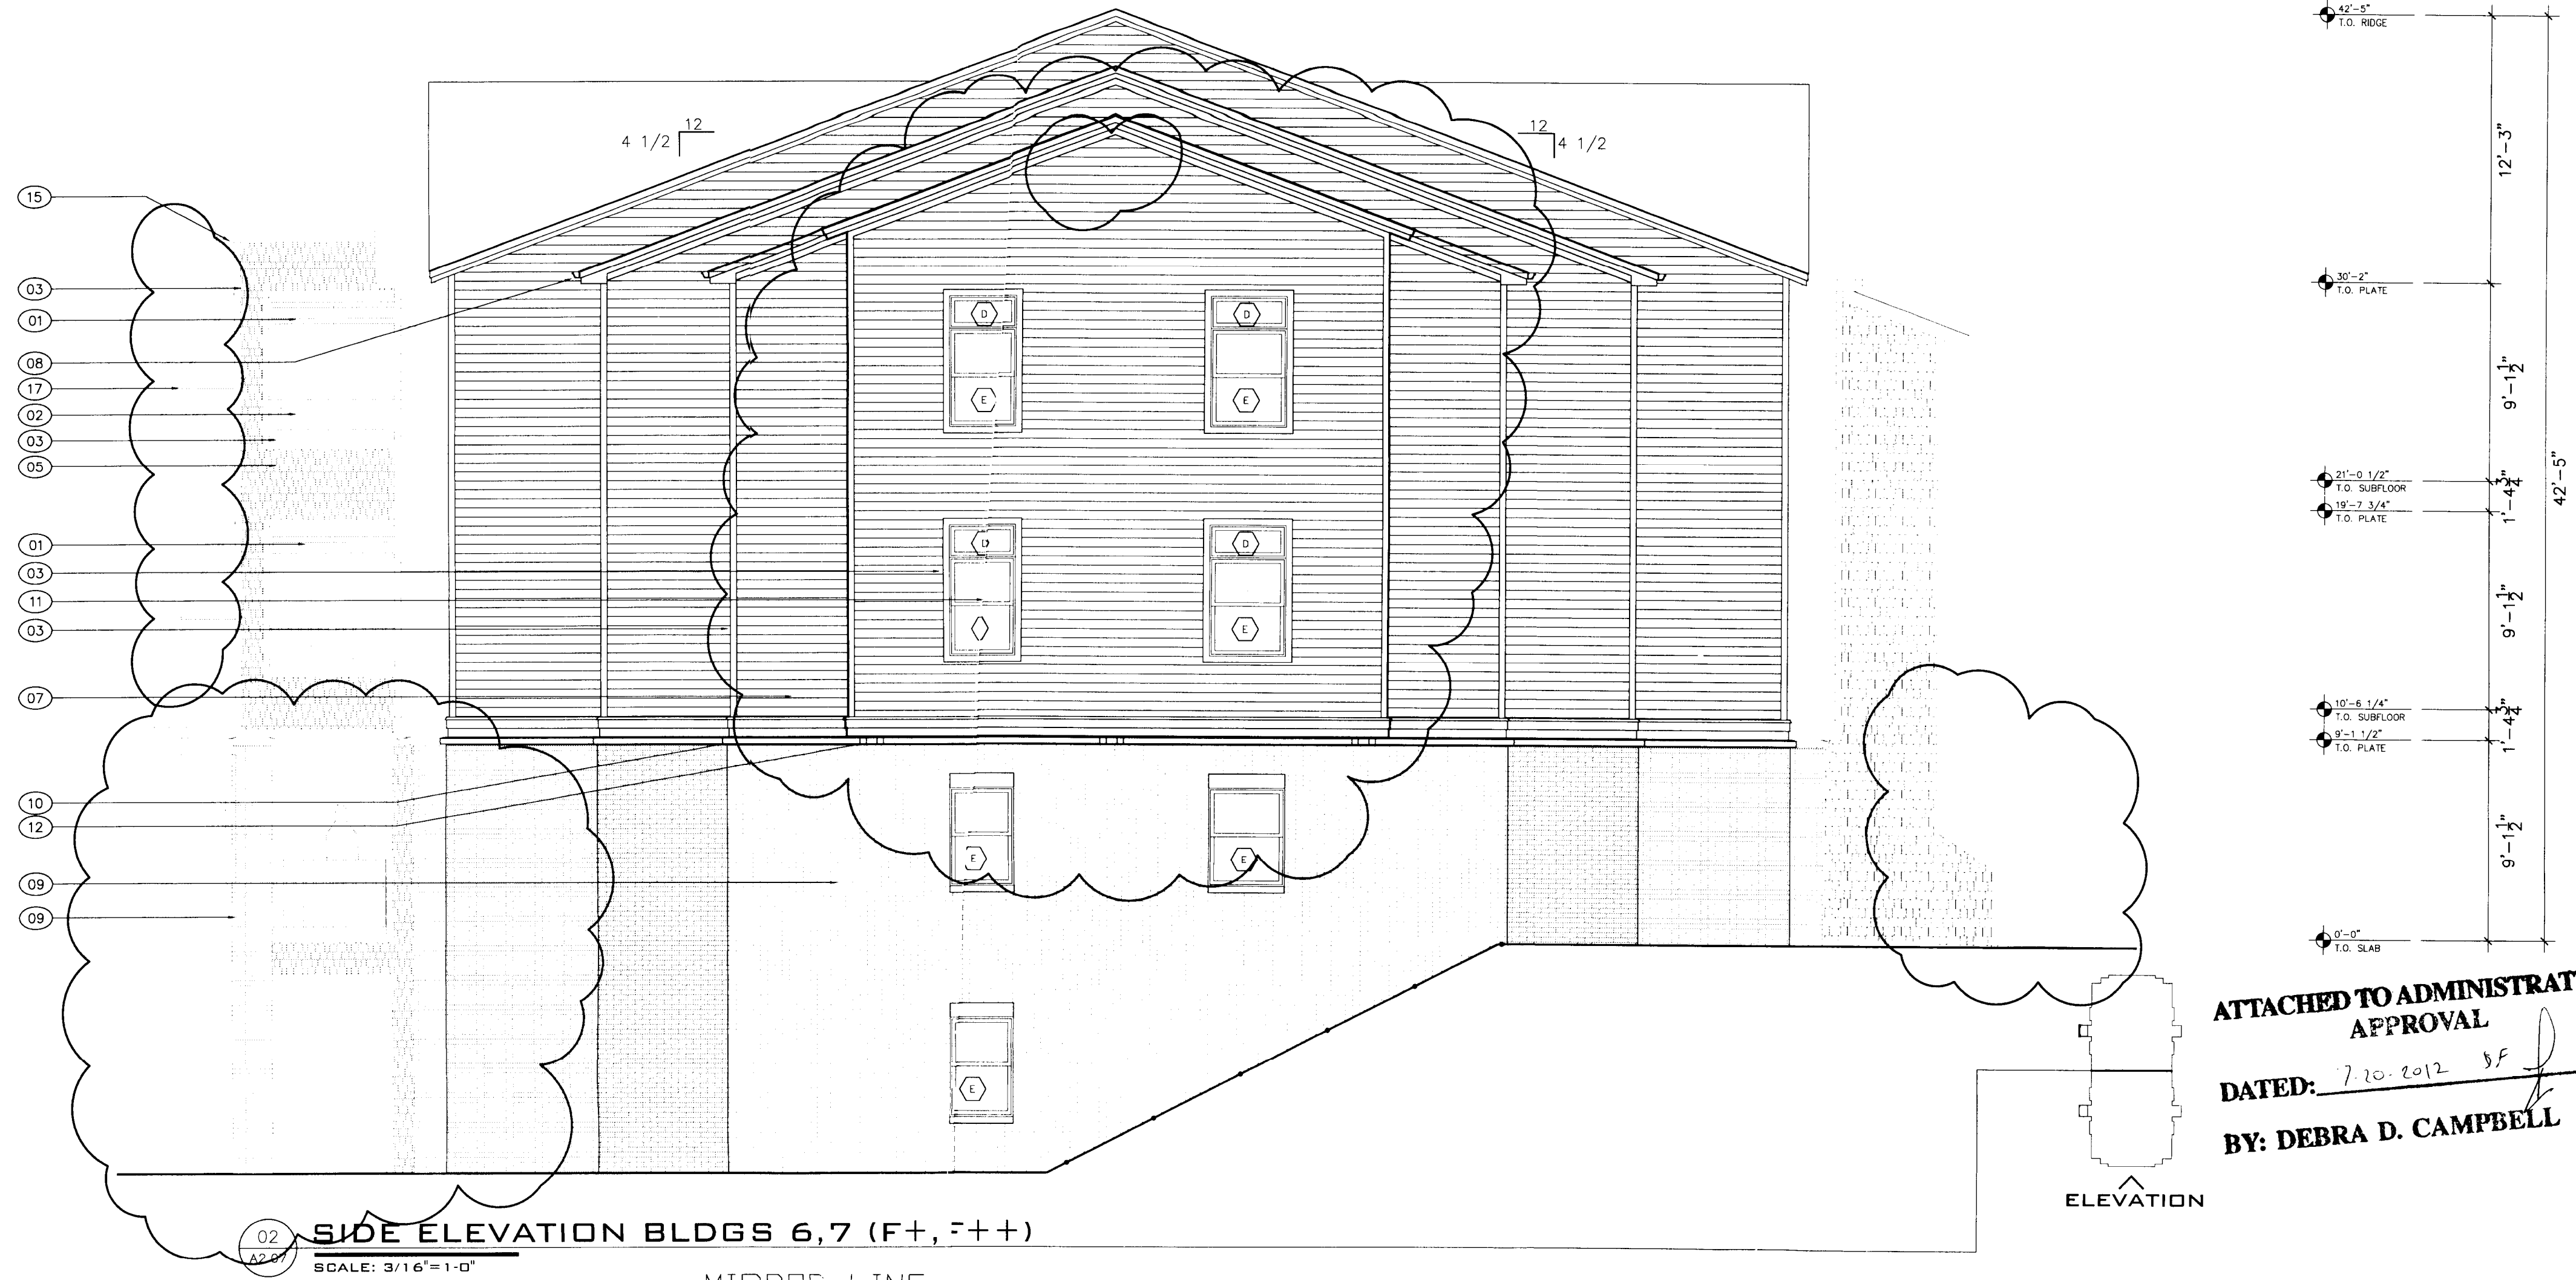 42'-5"
T.O. RIDGE
12
4 1/2
12
4 1/2
12'-3"
15
03
01
08
17
02
03
05
01
03
11
03
07
10
12
09
09
D
D
E
E
D
D
E
E
E
E
30'-2"
T.O. PLATE
9'-1 1/2"
21'-0 1/2"
T.O. SUBFLOOR
1'-4 3/4"
19'-7 3/4"
T.O. PLATE
42'-5"
9'-1 1/2"
10'-6 1/4"
T.O. SUBFLOOR
1'-4 3/4"
9'-1 1/2"
T.O. PLATE
9'-1 1/2"
0'-0"
T.O. SLAB
ATTACHED TO ADMINISTRAT
APPROVAL
DATED: 7-20-2012
BY: DEBRA D. CAMPBELL
ELEVATION
02
A2.07
SIDE ELEVATION BLDGS 6,7 (F+, F++)
SCALE: 3/16"=1-0"